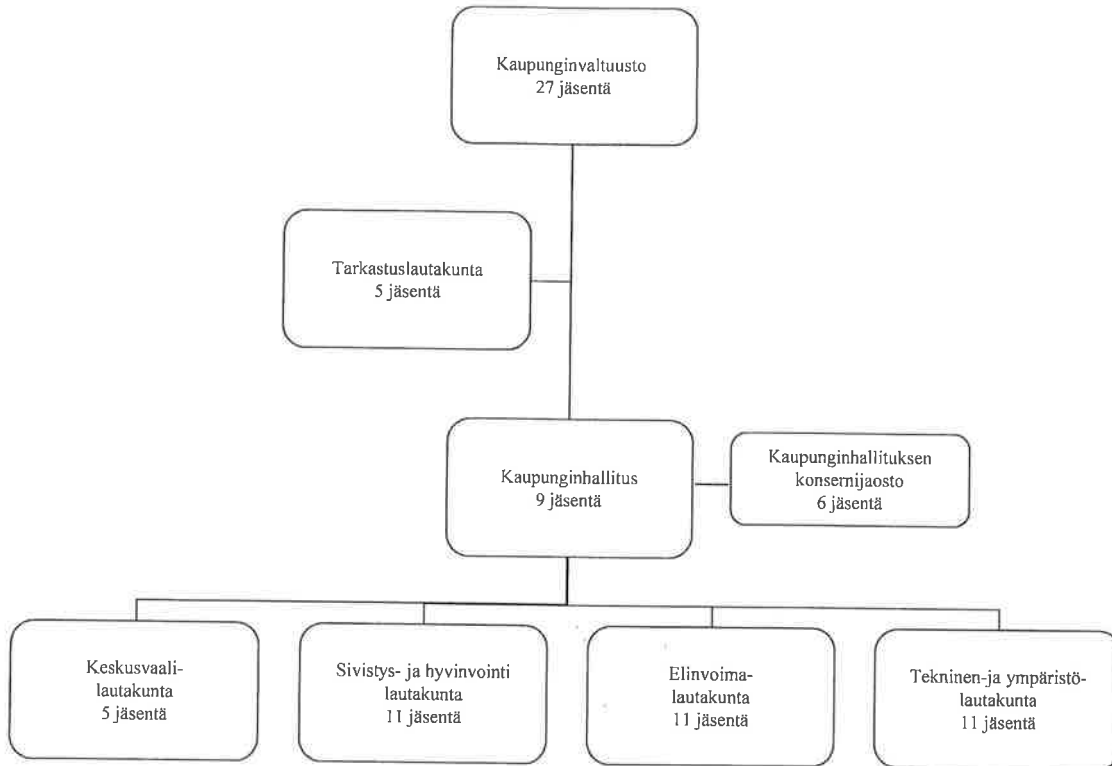 Kaupunginvaltuusto
27 jäsentä
Tarkastuslautakunta
5 jäsentä
Kaupunginhallitus
9 jäsentä
Kaupunginhallituksen
konsernijaosto
6 jäsentä
Keskusvaali-
lautakunta
5 jäsentä
Sivistys- ja hyvinvointi
lautakunta
11 jäsentä
Elinvoima-
lautakunta
11 jäsentä
Tekninen-ja ympäristö-
lautakunta
11 jäsentä